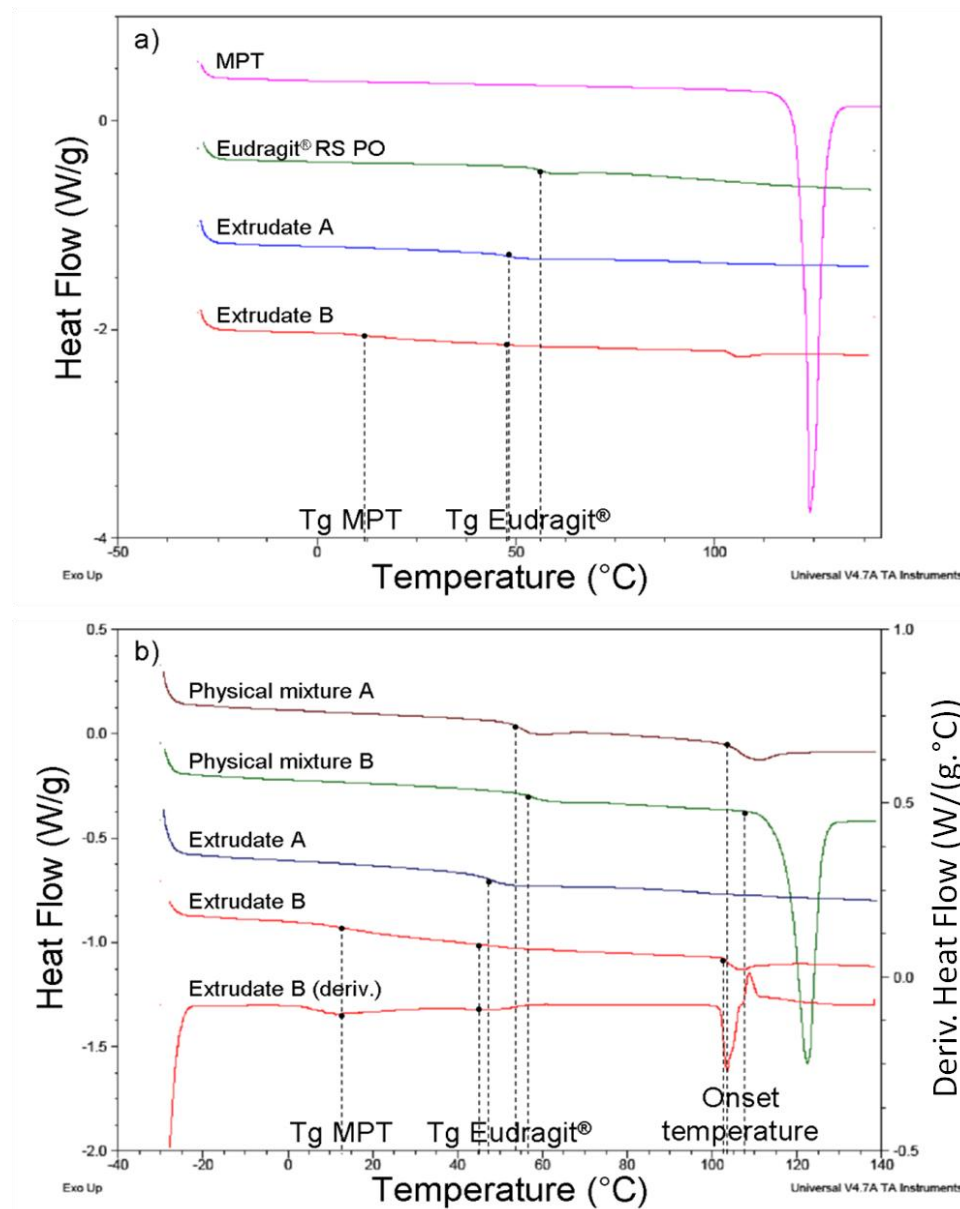 a)
MPT
0
Eudragit® RS PO
Extrudate A
Heat Flow (W/g)
-2
Extrudate B
Tg MPT
Tg Eudragit®
-4
-50
0
50
100
Exo Up
Temperature (°C)
Universal V4.7A TA Instruments
0.5
1.0
b)
Physical mixture A
0.0
Physical mixture B
0.5
-0.5
Extrudate A
Heat Flow (W/g)
Extrudate B
-1.0
0.0
Deriv. Heat Flow (W/(g. °C))
Extrudate B (deriv.)
-1.5
Onset
temperature
Tg MPT
Tg Eudragit®
-2.0
-0.5
-40
-20
0
20
40
60
80
100
120
140
Exo Up
Temperature (°C)
Universal V4.7A TA Instruments